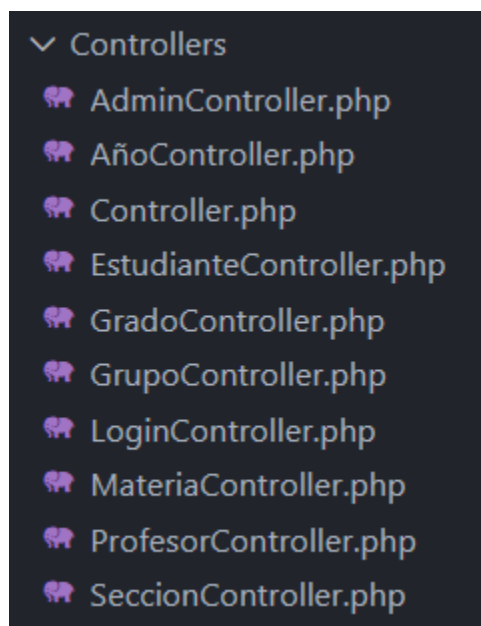 Controllers
AdminController.php
AñoController.php
Controller.php
EstudianteController.php
GradoController.php
GrupoController.php
LoginController.php
MateriaController.php
ProfesorController.php
SeccionController.php